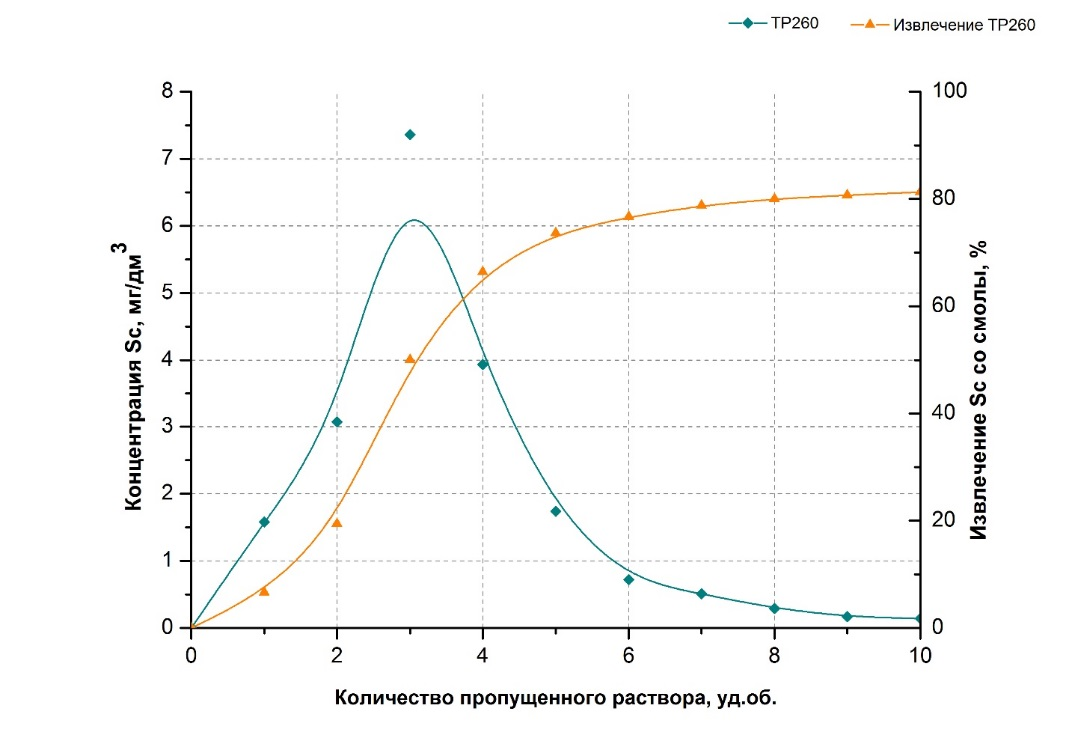 TP260
Извлечение TP260
8
7
6
5
4
3
2
1
0
Концентрация Sc, мг/дм3
100
80
60
40
20
0
Извлечение Sc со смолы, %
0 2 4 6 8 10
Количество пропущенного раствора, уд.об.